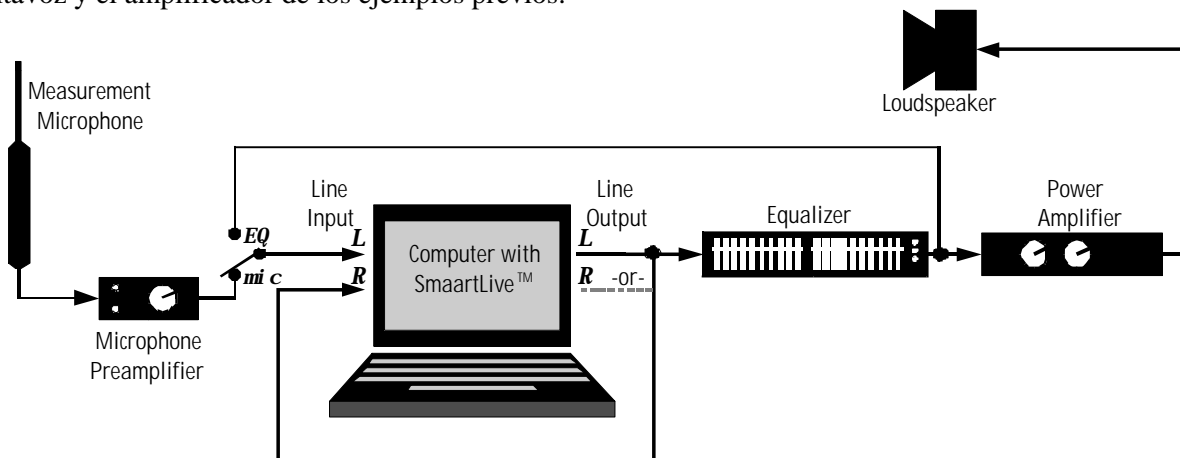 tavoz y el amplificador de los ejemplos previos.
Loudspeaker
Measurement
Microphone
Line
Input
Line
Output
Equalizer
Power
Amplifier
EQ
L
L
mic
R
Computer with
SmaartLive™
R -or-
Microphone
Preamplifier